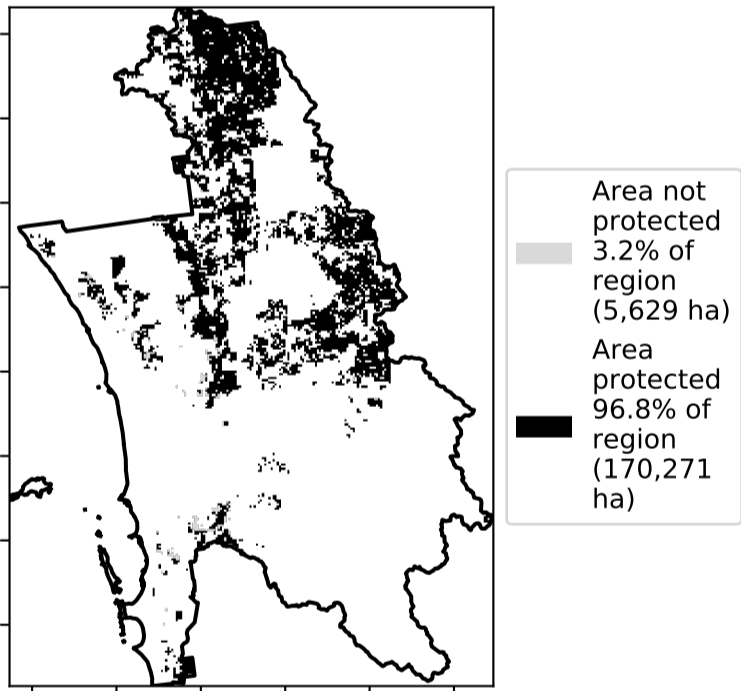 Area not
protected
3.2% of
region
(5,629 ha)
Area
protected
96.8% of
region
(170,271
ha)